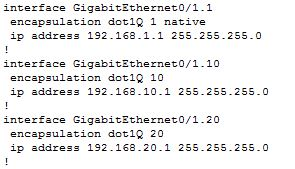 interface GigabitEthernet0/1.1
 encapsulation dot1Q 1 native
 ip address 192.168.1.1 255.255.255.0
!
interface GigabitEthernet0/1.10
 encapsulation dot1Q 10
 ip address 192.168.10.1 255.255.255.0
!
interface GigabitEthernet0/1.20
 encapsulation dot1Q 20
 ip address 192.168.20.1 255.255.255.0
!